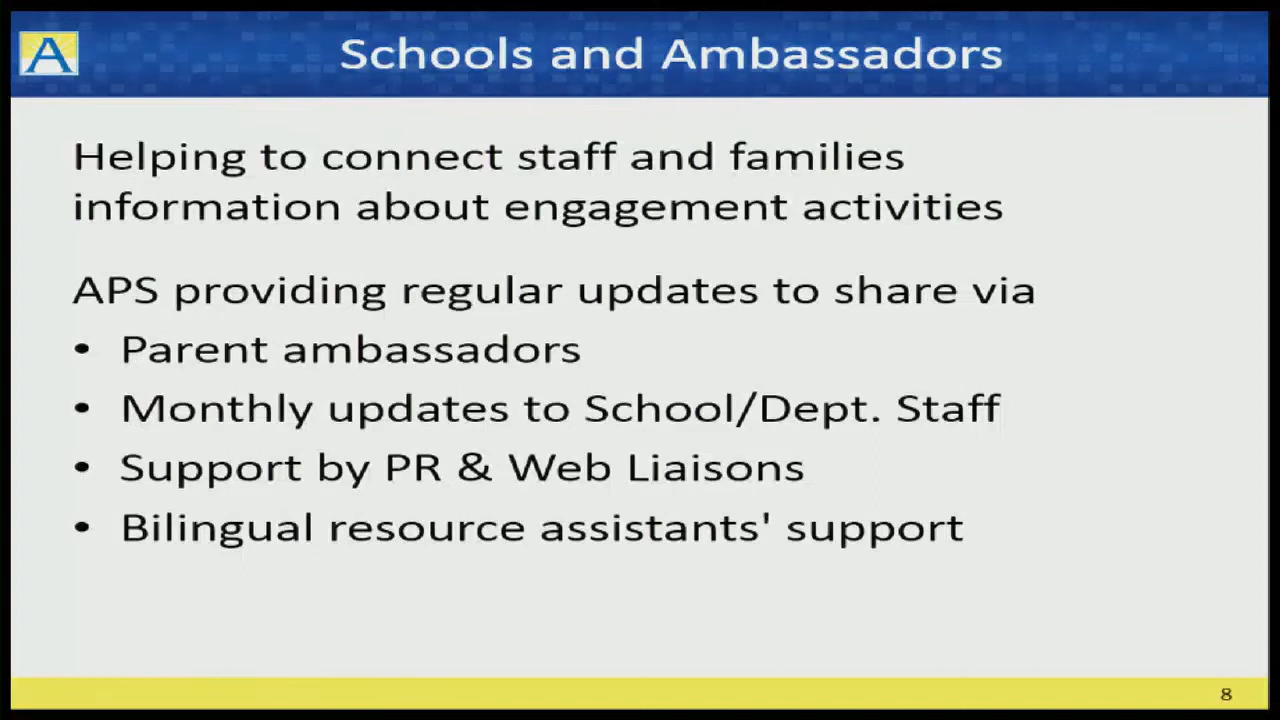 A
Schools and Ambassadors
Helping to connect staff and families
information about engagement activities
APS providing regular updates to share via
• Parent ambassadors
• Monthly updates to School/Dept. Staff
• Support by PR & Web Liaisons
• Bilingual resource assistants' support
8